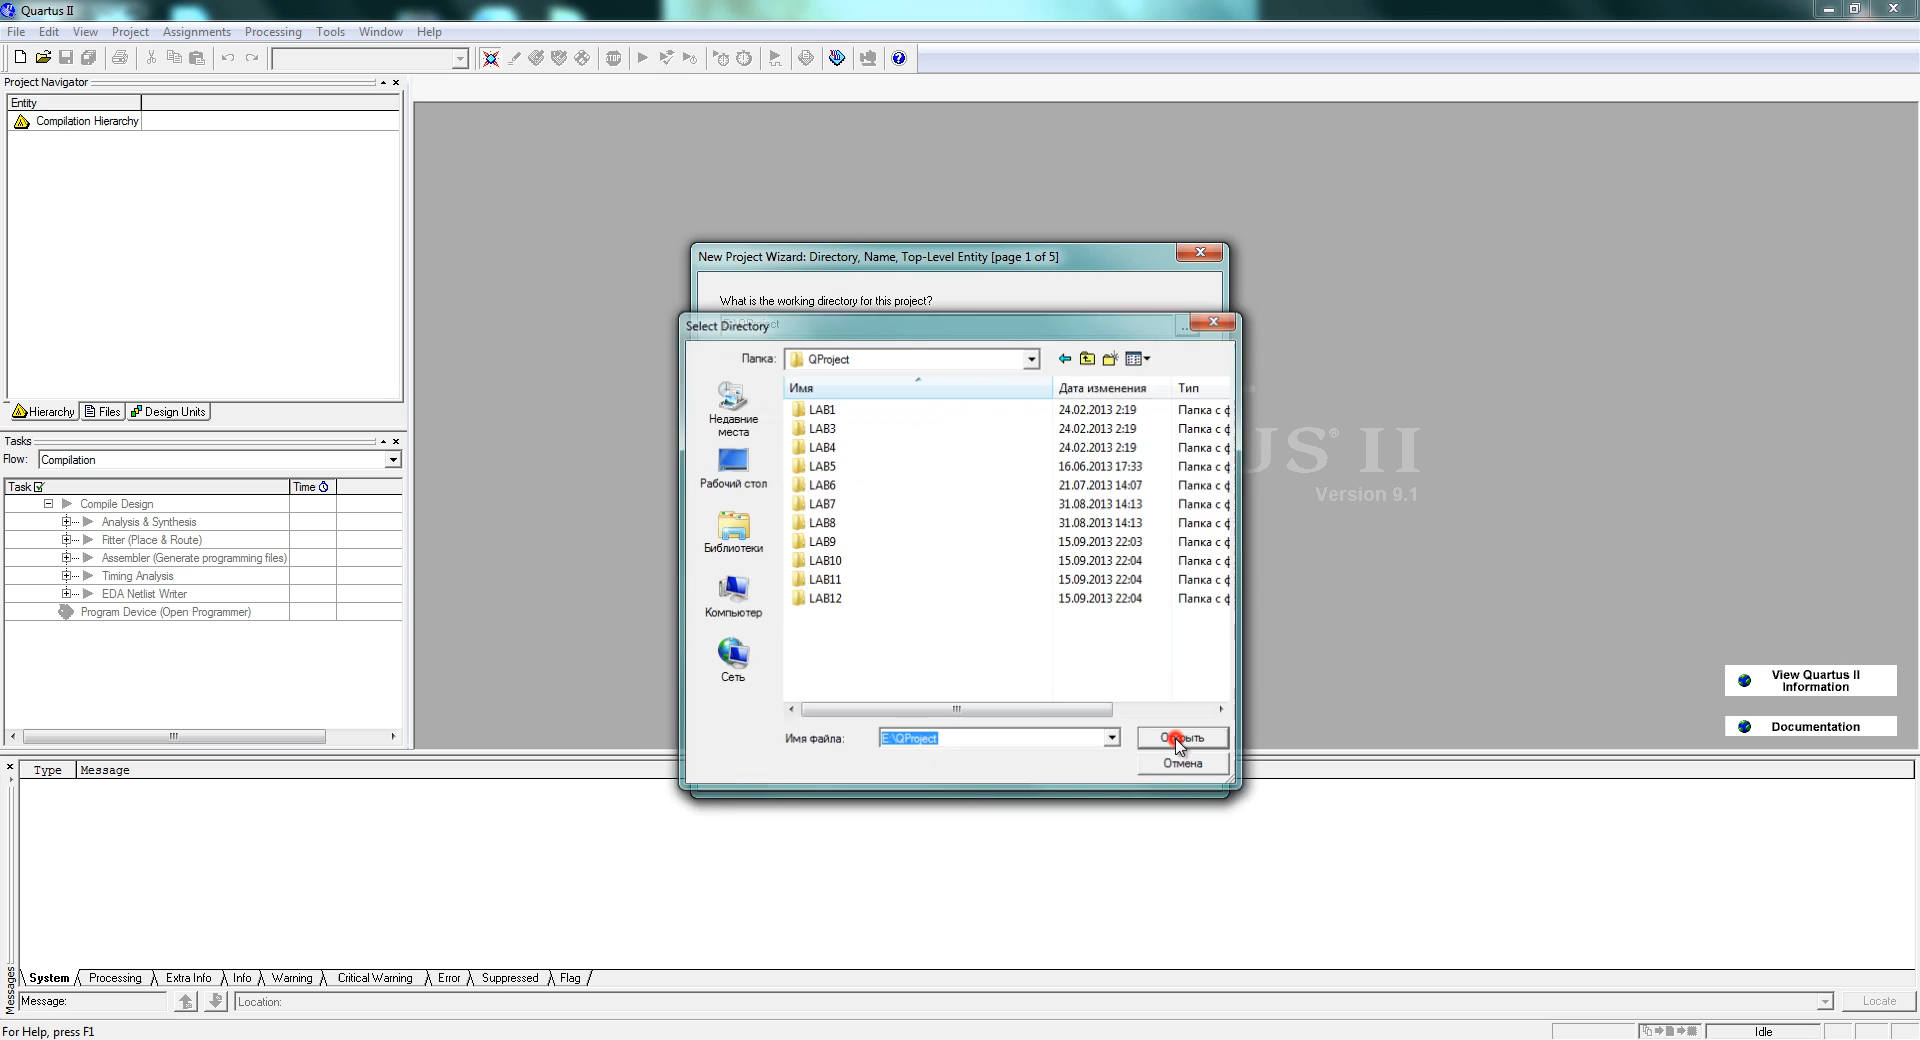 Quartus II
File Edit View Project Assignments Processing Tools Window Help
Project Navigator
Entity
Compilation Hierarchy
Hierarchy Files Design Units
Tasks
Flow: Compilation
Task Time
Compile Design
Analysis & Synthesis
Fitter (Place & Route)
Assembler (Generate programming files)
Timing Analysis
EDA Netlist Writer
Program Device (Open Programmer)
New Project Wizard: Directory, Name, Top-Level Entity [page 1 of 5]
What is the working directory for this project?
Select Directory
...
Папка: QProject
Имя Дата изменения Тип
LAB1 24.02.2013 2:19 Папка с ф
LAB3 24.02.2013 2:19 Папка с ф
LAB4 24.02.2013 2:19 Папка с ф
LAB5 16.06.2013 17:33 Папка с ф
LAB6 21.07.2013 14:07 Папка с ф
LAB7 31.08.2013 14:13 Папка с ф
LAB8 31.08.2013 14:13 Папка с ф
LAB9 15.09.2013 22:03 Папка с ф
LAB10 15.09.2013 22:04 Папка с ф
LAB11 15.09.2013 22:04 Папка с ф
LAB12 15.09.2013 22:04 Папка с ф
Недавние
места
Рабочий стол
Библиотеки
Компьютер
Сеть
Имя файла: E:\QProject
Открыть
Отмена
US® II
Version 9.1
View Quartus II
Information
Documentation
Type Message
System Processing Extra Info Info Warning Critical Warning Error Suppressed Flag
Messages
Message: Location: Locate
For Help, press F1 Idle